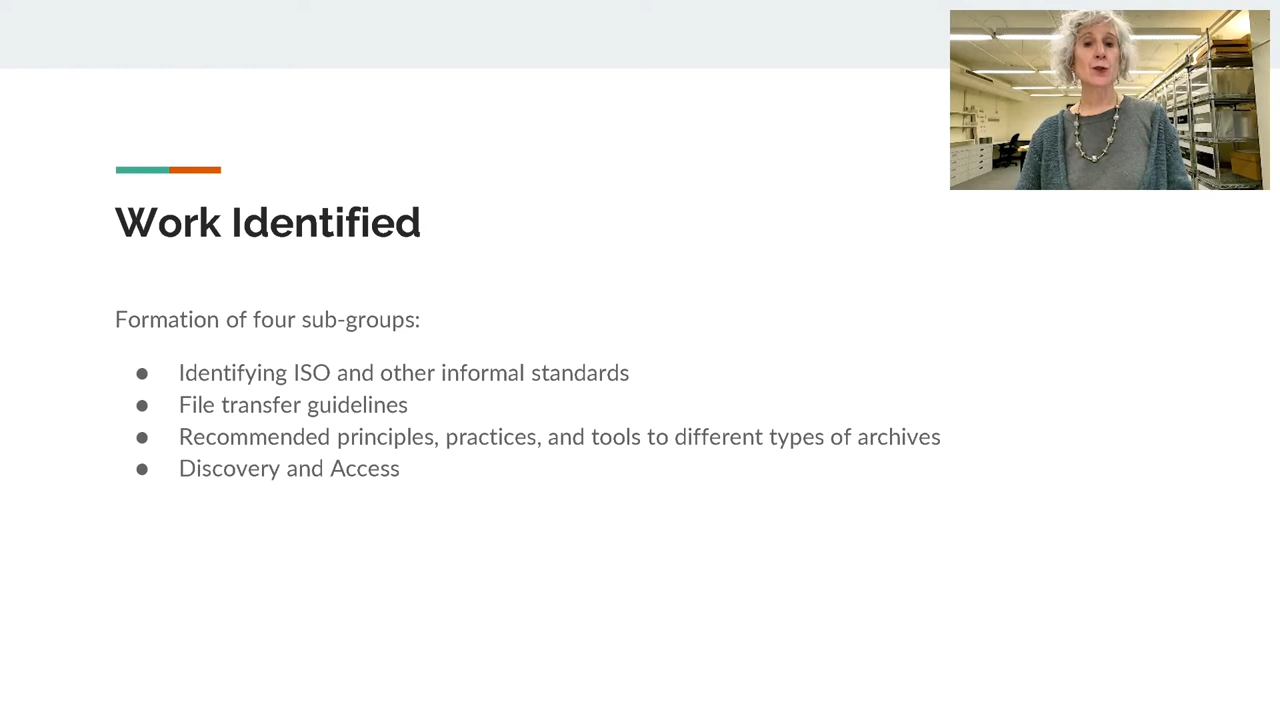 Work Identified
Formation of four sub-groups:
● Identifying ISO and other informal standards
● File transfer guidelines
● Recommended principles, practices, and tools to different types of archives
● Discovery and Access